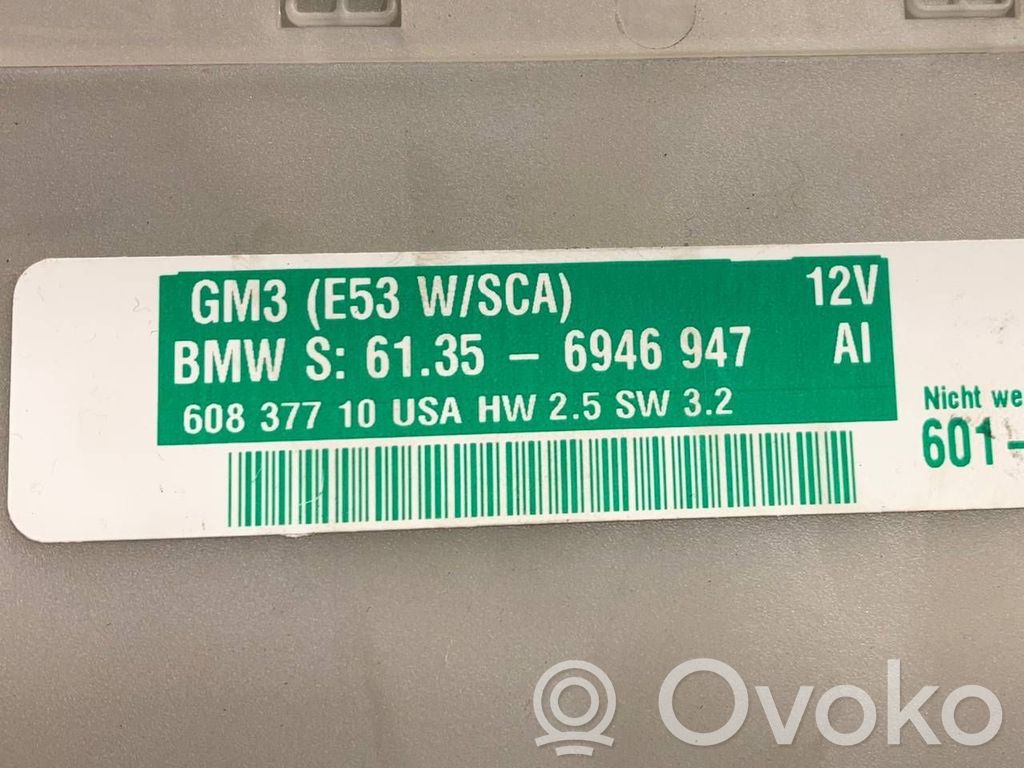 GM3 (E53 W/SCA) 12V
BMW S: 61.35 - 6946 947 AI
608 377 10 USA HW 2.5 SW 3.2
Nicht we
601-
Ovoko